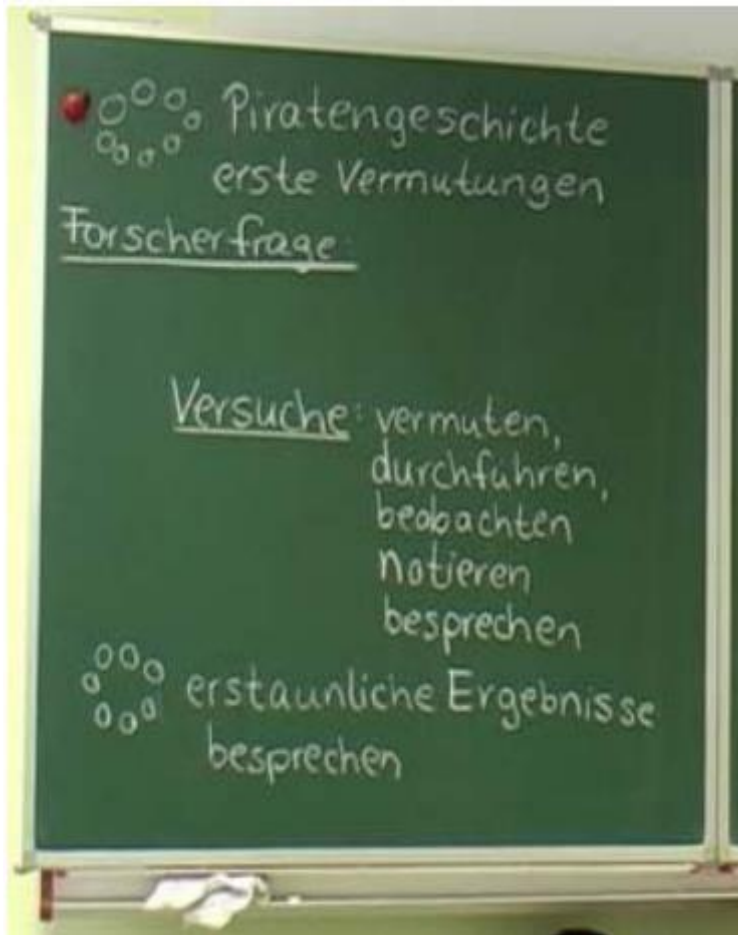 Piratengeschichte
erste Vermutungen
Forscherfrage:
Versuche: vermuten,
durchführen,
beobachten
notieren
besprechen
erstaunliche Ergebnisse
besprechen